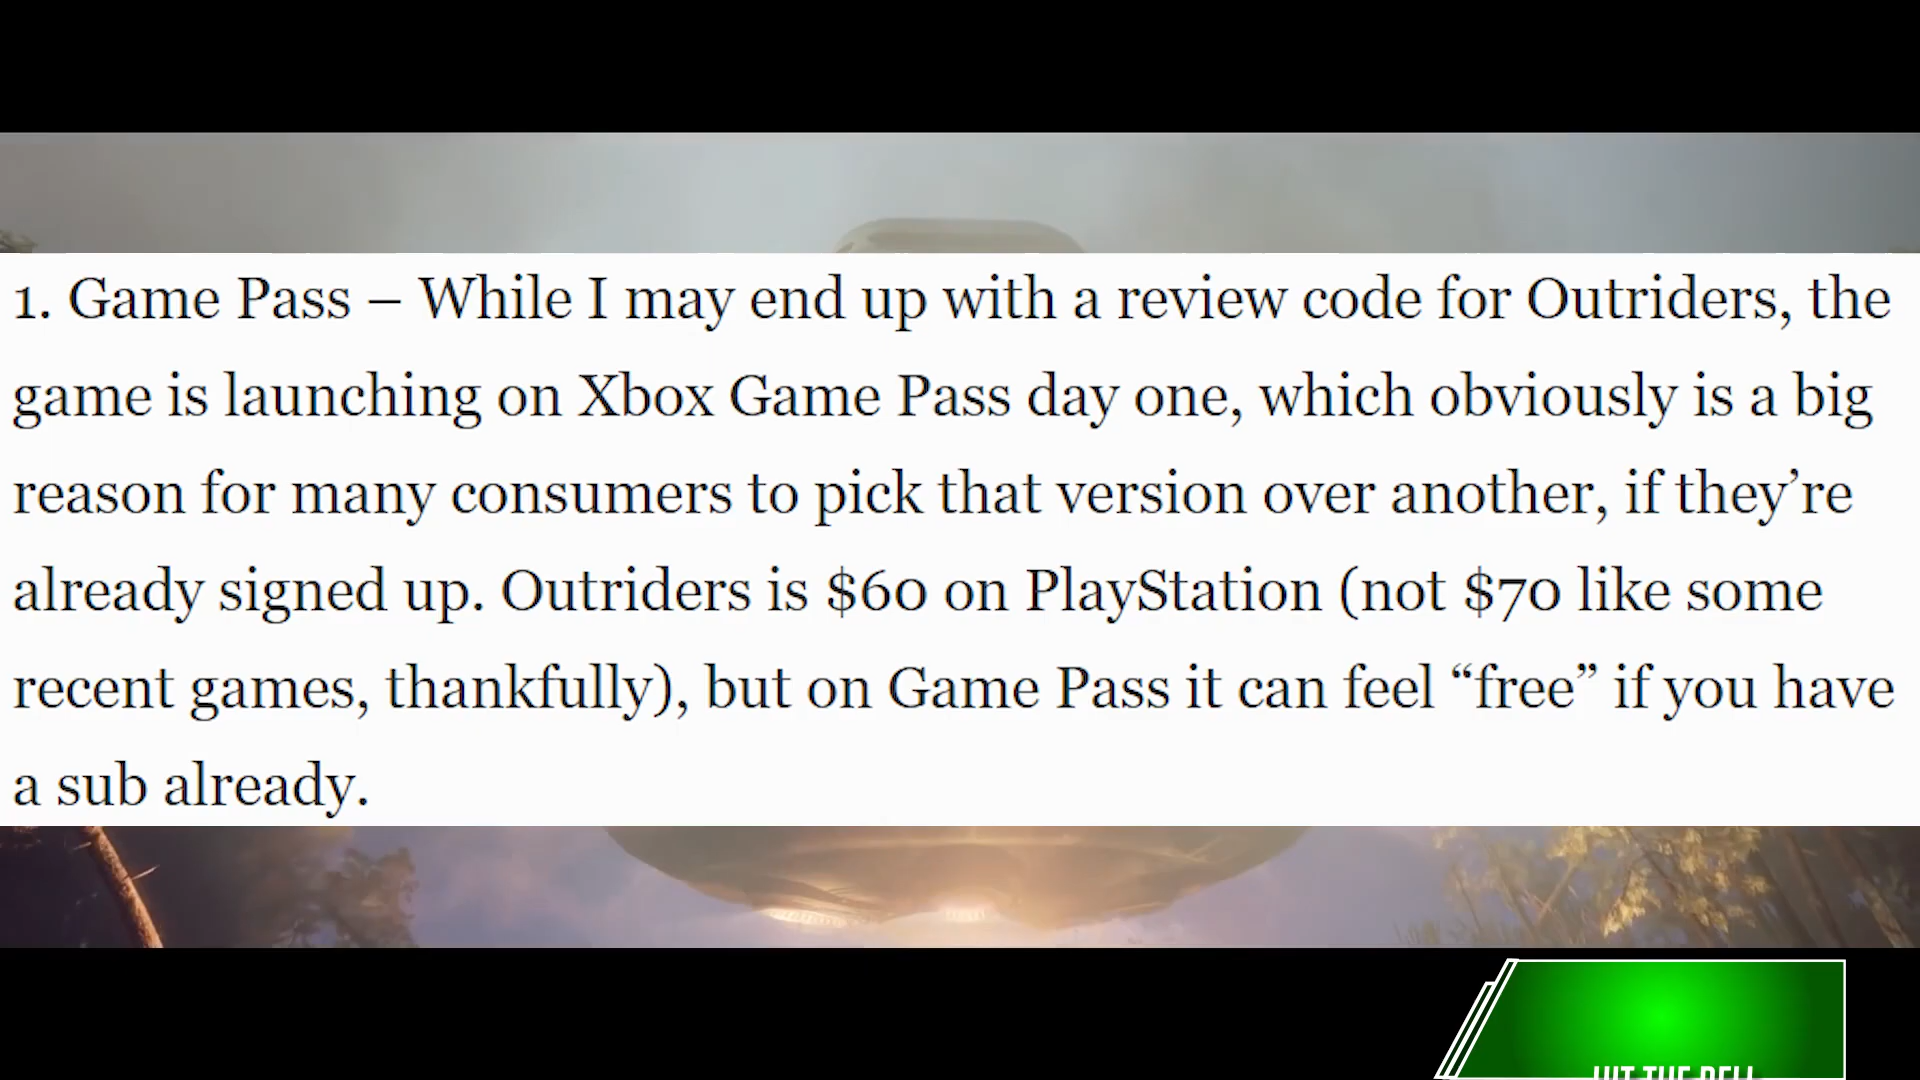 1. Game Pass – While I may end up with a review code for Outriders, the
game is launching on Xbox Game Pass day one, which obviously is a big
reason for many consumers to pick that version over another, if they’re
already signed up. Outriders is $60 on PlayStation (not $70 like some
recent games, thankfully), but on Game Pass it can feel “free” if you have
a sub already.
HIT THE BELL